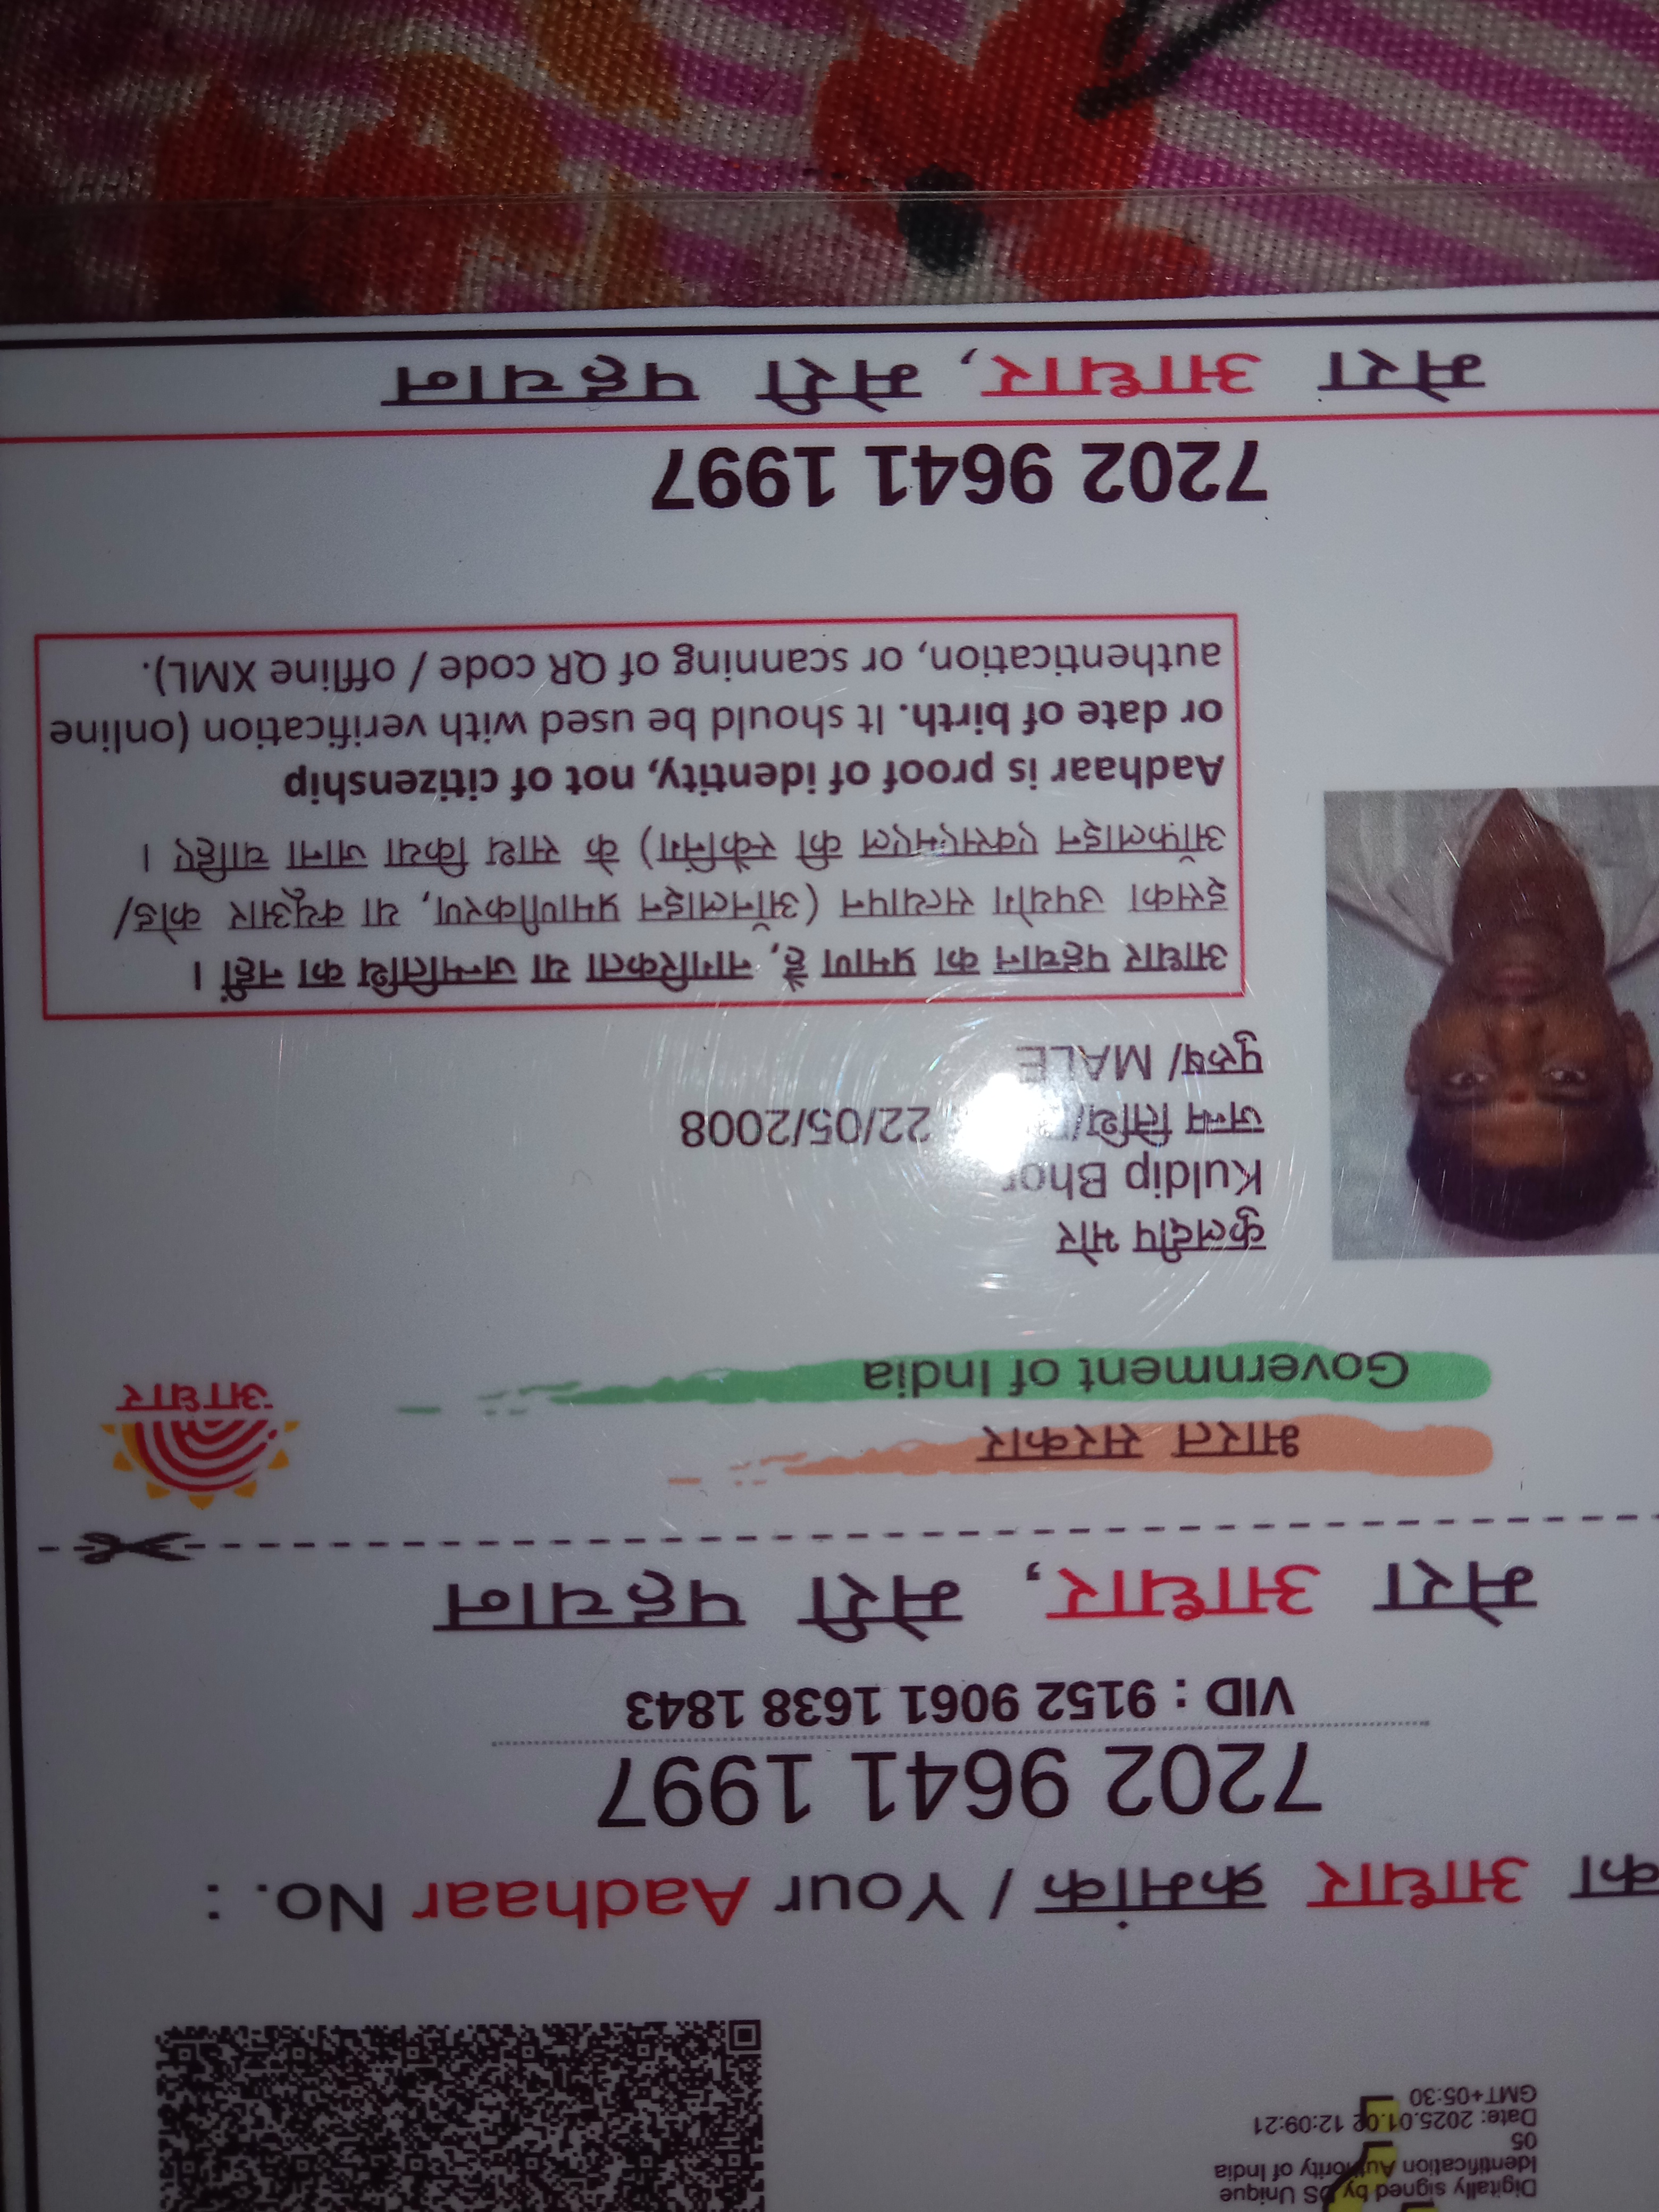 Digitally signed by DS Unique
Identification Authority of India
05
Date: 2025.01.02 12:09:21
GMT+05:30
का आधार क्रमांक / Your Aadhaar No. :
7202 9641 1997
VID : 9152 9061 1638 1843
मेरा आधार, मेरी पहचान
भारत सरकार
Government of India
आधार
कुलदीप भोर
Kuldip Bhor
जन्म तिथि/ 22/05/2008
पुरुष/ MALE
आधार पहचान का प्रमाण है, नागरिकता या जन्मतिथि का नहीं ।
इसका उपयोग सत्यापन (ऑनलाइन प्रमाणीकरण, या क्यूआर कोड/
ऑफलाइन एक्सएमएल की स्कैनिंग) के साथ किया जाना चाहिए ।
Aadhaar is proof of identity, not of citizenship
or date of birth. It should be used with verification (online
authentication, or scanning of QR code / offline XML).
7202 9641 1997
मेरा आधार, मेरी पहचान